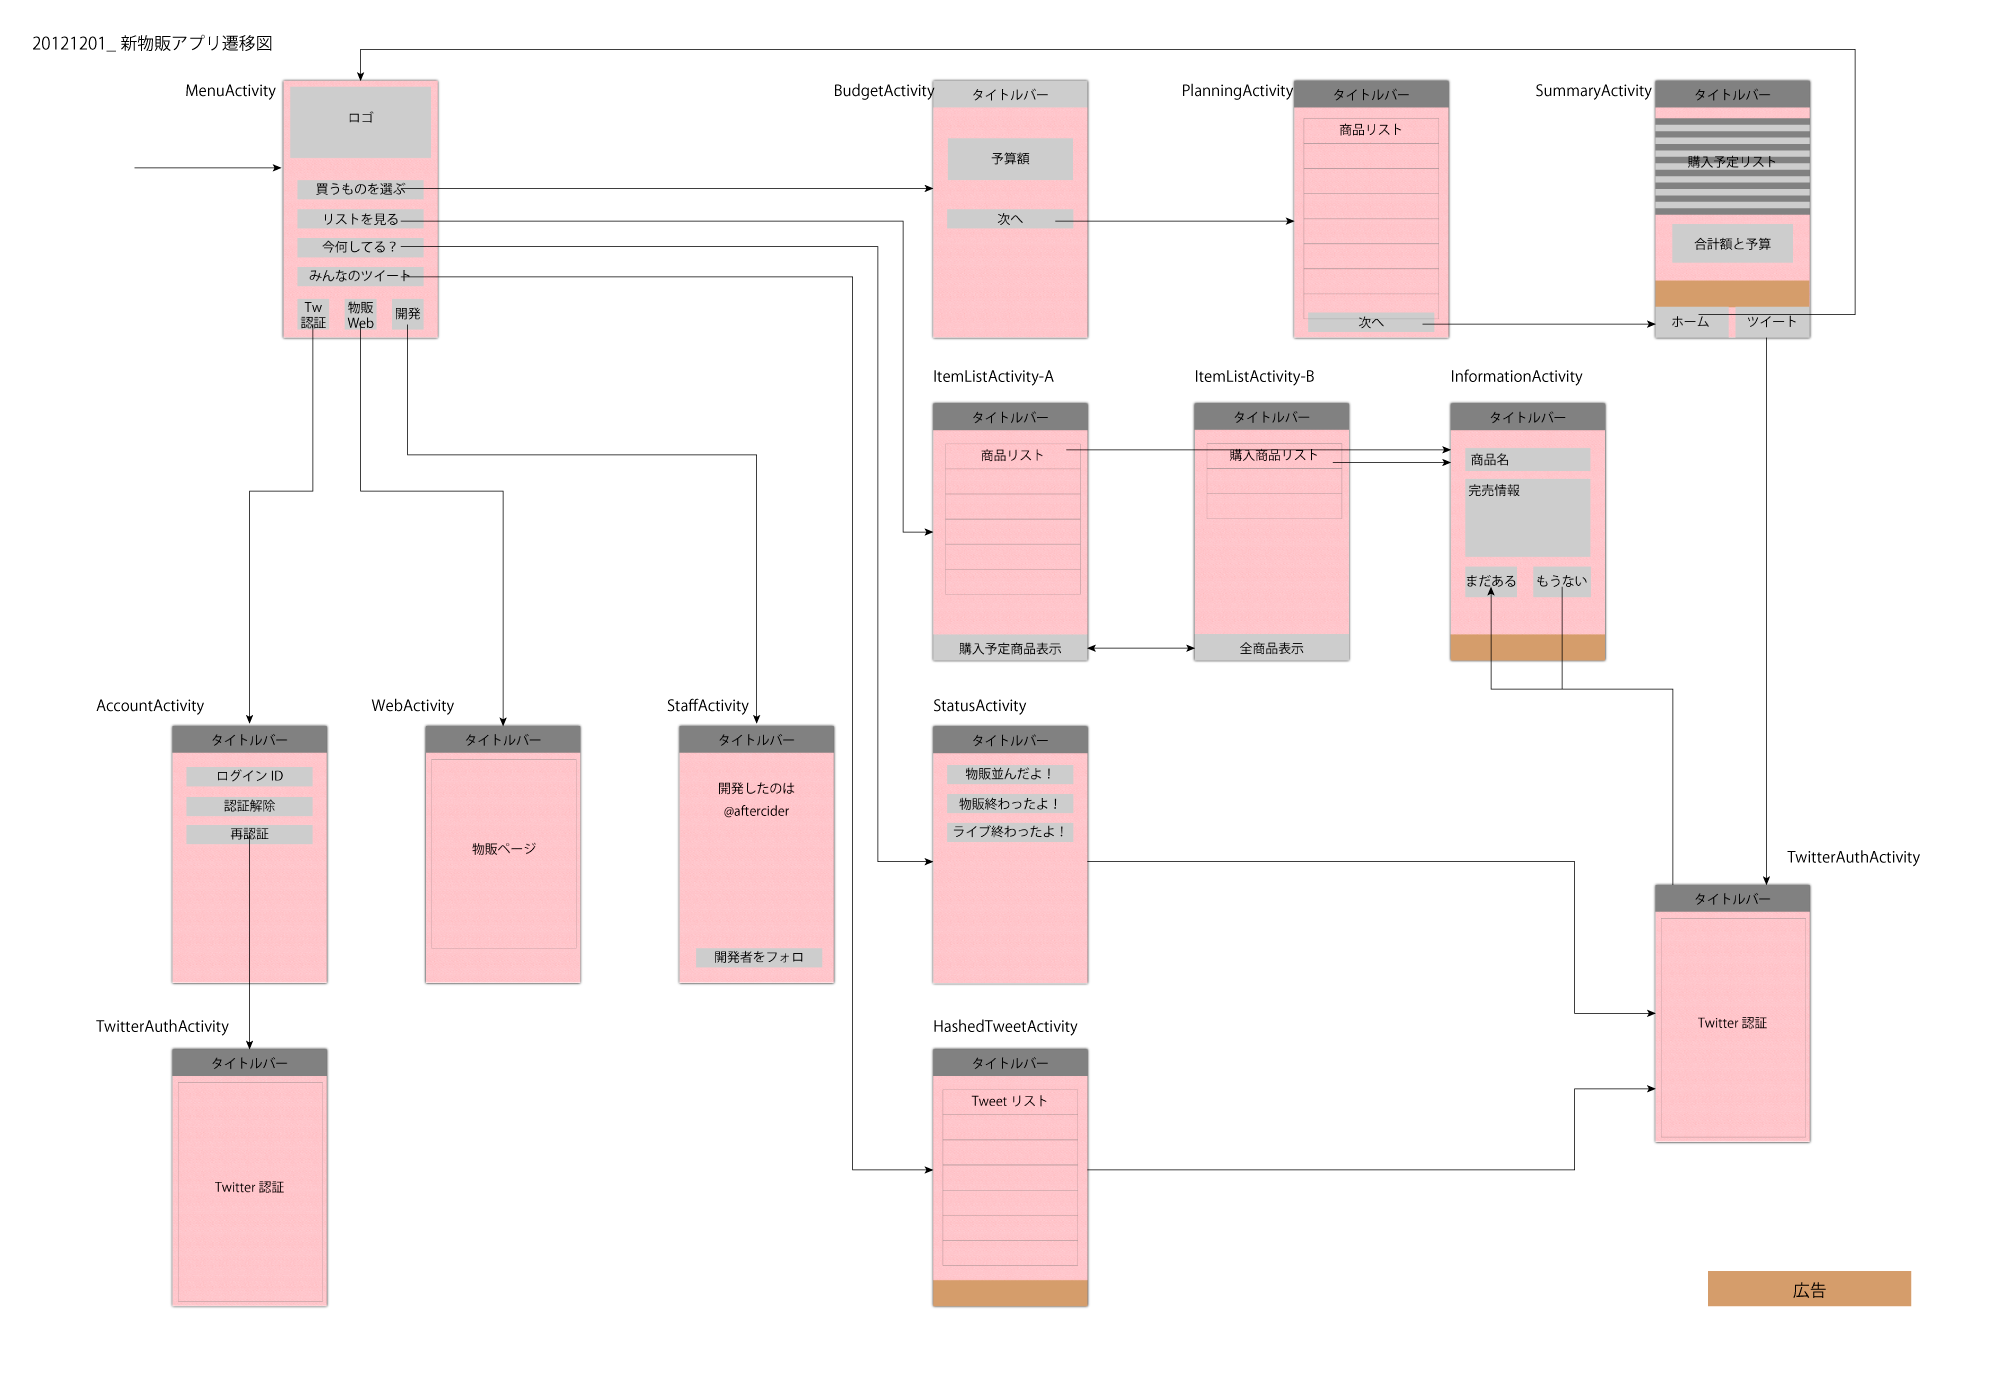 20121201_ 新物販アプリ遷移図
MenuActivity
ロゴ
買うものを選ぶ
リストを見る
今何してる？
みんなのツイート
Tw
認証
物販
Web
開発
BudgetActivity
タイトルバー
予算額
次へ
PlanningActivity
タイトルバー
商品リスト
次へ
SummaryActivity
タイトルバー
購入予定リスト
合計額と予算
ホーム
ツイート
ItemListActivity-A
タイトルバー
商品リスト
購入予定商品表示
ItemListActivity-B
タイトルバー
購入商品リスト
全商品表示
InformationActivity
タイトルバー
商品名
完売情報
まだある
もうない
AccountActivity
タイトルバー
ログイン ID
認証解除
再認証
WebActivity
タイトルバー
物販ページ
StaffActivity
タイトルバー
開発したのは
@aftercider
開発者をフォロ
StatusActivity
タイトルバー
物販並んだよ！
物販終わったよ！
ライブ終わったよ！
TwitterAuthActivity
タイトルバー
Twitter 認証
TwitterAuthActivity
タイトルバー
Twitter 認証
HashedTweetActivity
タイトルバー
Tweet リスト
広告